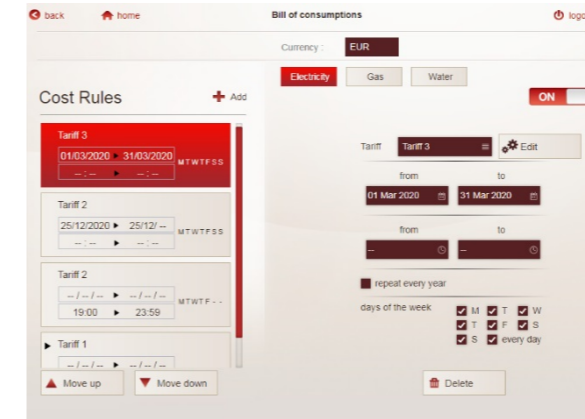 back home Bill of consumptions logo
Currency : EUR
Electricity Gas Water
Cost Rules Add
ON
Tariff 3
01/03/2020 31/03/2020 MTWTFSS
-- : -- -- : --
Tariff Tariff 3 Edit
from to
01 Mar 2020 31 Mar 2020
Tariff 2
25/12/2020 25/12/ -- MTWTFSS
-- : -- -- : --
from to
-- --
Tariff 2
-- / -- / -- -- / -- / -- MTWTF--
19:00 23:59
repeat every year
days of the week M T W
T F S
S every day
Tariff 1
-- / -- / -- -- / -- / --
Move up Move down Delete